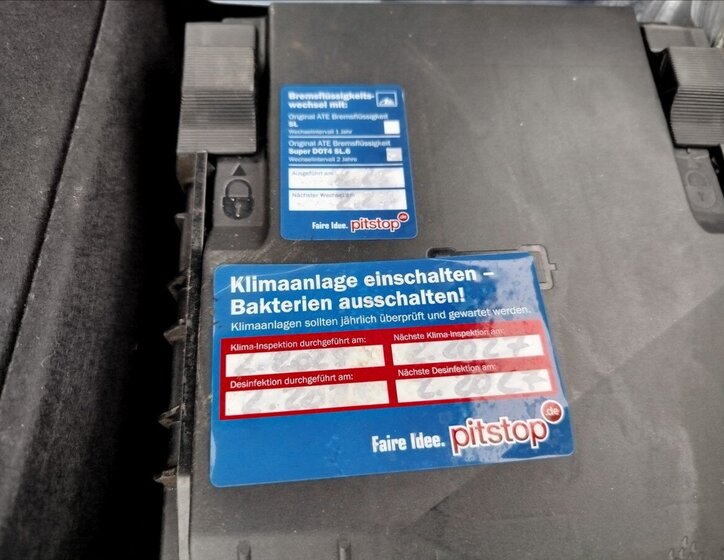 Bremsflüssigkeits-
wechsel mit:
Original ATE Bremsflüssigkeit
SL
Wechselintervall 1 Jahr
Original ATE Bremsflüssigkeit
Super DOT4 SL.6
Wechselintervall 2 Jahre
Ausgeführt am:
Nächster Wechsel am:
Faire Idee. pitstop.de
Klimaanlage einschalten –
Bakterien ausschalten!
Klimaanlagen sollten jährlich überprüft und gewartet werden.
Klima-Inspektion durchgeführt am: Nächste Klima-Inspektion am:
Desinfektion durchgeführt am: Nächste Desinfektion am:
Faire Idee. pitstop.de